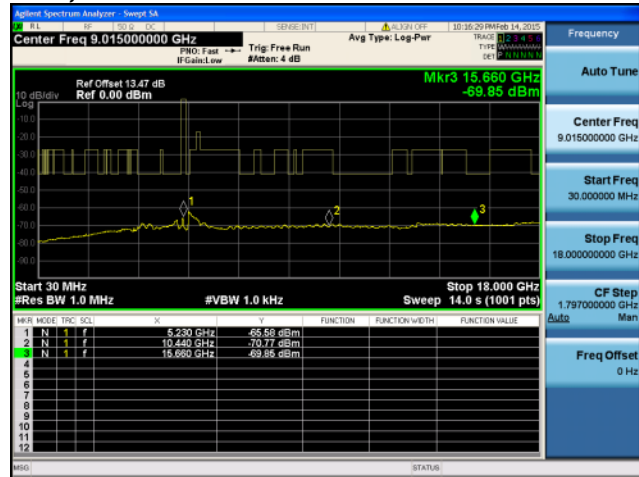 Agilent Spectrum Analyzer - Swept SA
RL RF 50 Ω DC SENSE:INT ALIGN OFF 10:16:29 PM Feb 14, 2015
Center Freq 9.015000000 GHz
PNO: Fast
IFGain:Low
Trig: Free Run
#Atten: 4 dB
Avg Type: Log-Pwr
TRACE 1 2 3 4 5 6
TYPE
DET P N N N N N
Ref Offset 13.47 dB
10 dB/div Ref 0.00 dBm
Mkr3 15.660 GHz
-69.85 dBm
Log
-10.0
-20.0
-30.0
-40.0
-50.0
-60.0
-70.0
-80.0
-90.0
1
2
3
Start 30 MHz Stop 18.000 GHz
#Res BW 1.0 MHz #VBW 1.0 kHz Sweep 14.0 s (1001 pts)
MKR MODE TRC SCL X Y FUNCTION FUNCTION WIDTH FUNCTION VALUE
1 N 1 f 5.230 GHz -65.58 dBm
2 N 1 f 10.440 GHz -70.77 dBm
3 N 1 f 15.660 GHz -69.85 dBm
4
5
6
7
8
9
10
11
12
MSG STATUS
Frequency
Auto Tune
Center Freq
9.015000000 GHz
Start Freq
30.000000 MHz
Stop Freq
18.000000000 GHz
CF Step
1.797000000 GHz
Auto Man
Freq Offset
0 Hz